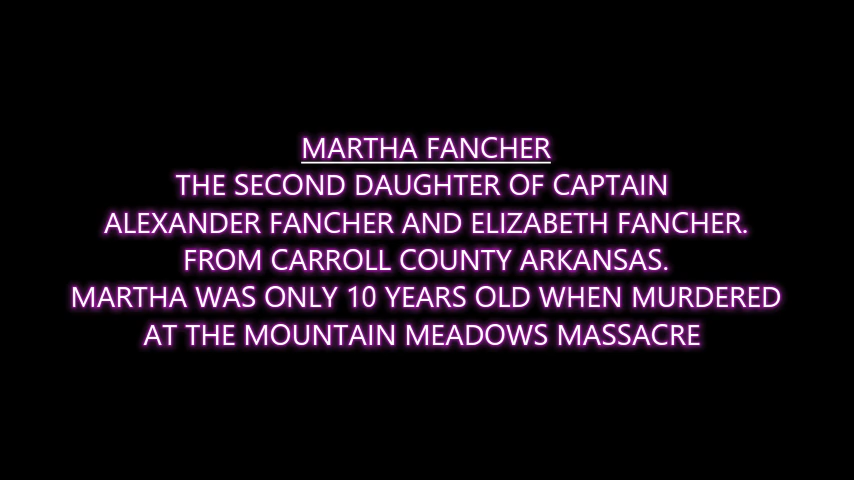 MARTHA FANCHER
THE SECOND DAUGHTER OF CAPTAIN
ALEXANDER FANCHER AND ELIZABETH FANCHER.
FROM CARROLL COUNTY ARKANSAS.
MARTHA WAS ONLY 10 YEARS OLD WHEN MURDERED
AT THE MOUNTAIN MEADOWS MASSACRE